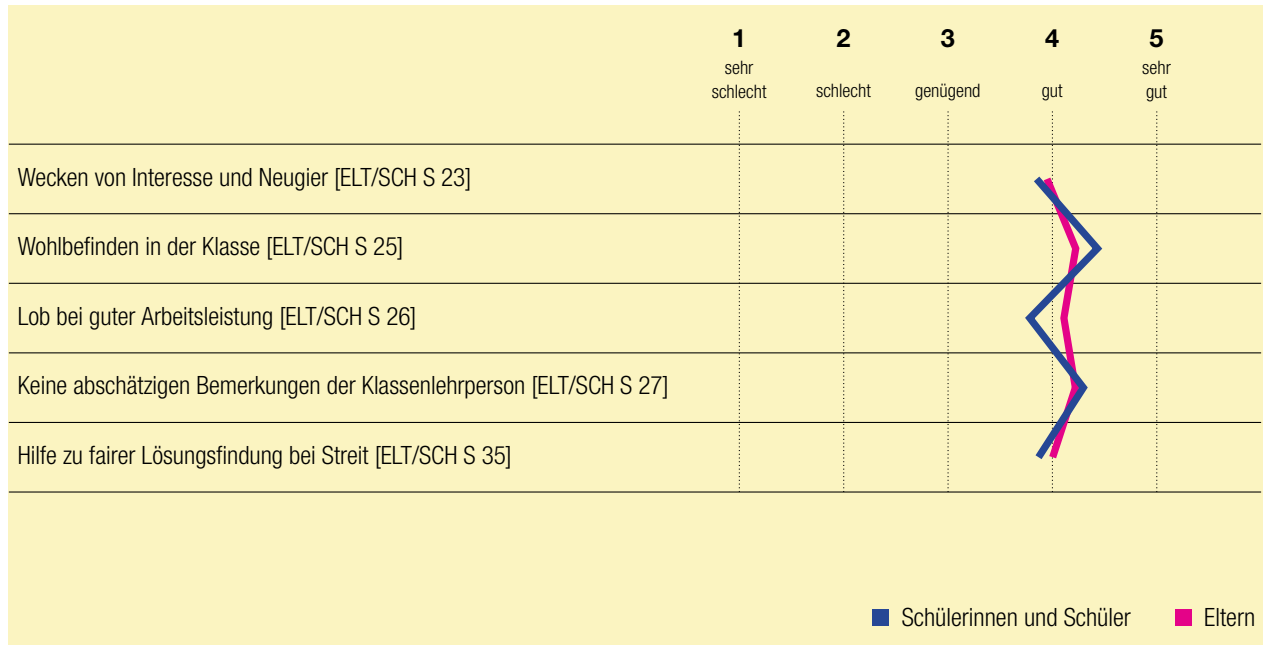 1 2 3 4 5
sehr schlecht schlecht genügend gut sehr gut
Wecken von Interesse und Neugier [ELT/SCH S 23]
Wohlbefinden in der Klasse [ELT/SCH S 25]
Lob bei guter Arbeitsleistung [ELT/SCH S 26]
Keine abschätzigen Bemerkungen der Klassenlehrperson [ELT/SCH S 27]
Hilfe zu fairer Lösungsfindung bei Streit [ELT/SCH S 35]
Schülerinnen und Schüler Eltern